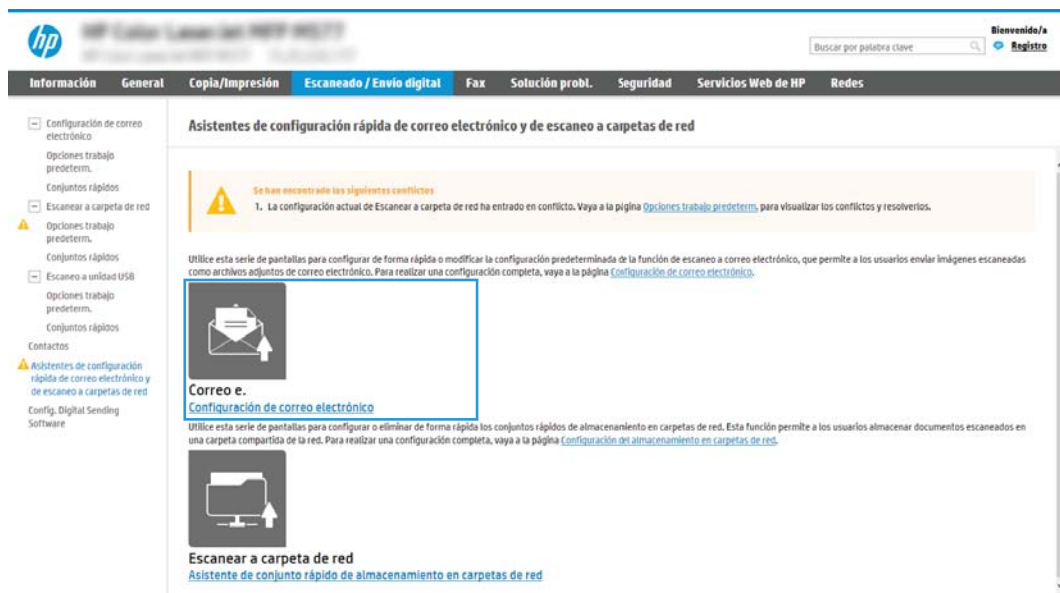 hp
Bienvenido/a
Buscar por palabra clave
Registro
Información General Copia/Impresión Escaneado / Envío digital Fax Solución probl. Seguridad Servicios Web de HP Redes
Configuración de correo
electrónico
Opciones trabajo
predeterm.
Conjuntos rápidos
Escanear a carpeta de red
Opciones trabajo
predeterm.
Conjuntos rápidos
Escaneo a unidad USB
Opciones trabajo
predeterm.
Conjuntos rápidos
Contactos
Asistentes de configuración
rápida de correo electrónico y
de escaneo a carpetas de red
Config. Digital Sending
Software
Asistentes de configuración rápida de correo electrónico y de escaneo a carpetas de red
Se han encontrado los siguientes conflictos
1. La configuración actual de Escanear a carpeta de red ha entrado en conflicto. Vaya a la página Opciones trabajo predeterm. para visualizar los conflictos y resolverlos.
Utilice esta serie de pantallas para configurar de forma rápida o modificar la configuración predeterminada de la función de escaneo a correo electrónico, que permite a los usuarios enviar imágenes escaneadas
como archivos adjuntos de correo electrónico. Para realizar una configuración completa, vaya a la página Configuración de correo electrónico.
Correo e.
Configuración de correo electrónico
Utilice esta serie de pantallas para configurar o eliminar de forma rápida los conjuntos rápidos de almacenamiento en carpetas de red. Esta función permite a los usuarios almacenar documentos escaneados en
una carpeta compartida de la red. Para realizar una configuración completa, vaya a la página Configuración del almacenamiento en carpetas de red.
Escanear a carpeta de red
Asistente de conjunto rápido de almacenamiento en carpetas de red